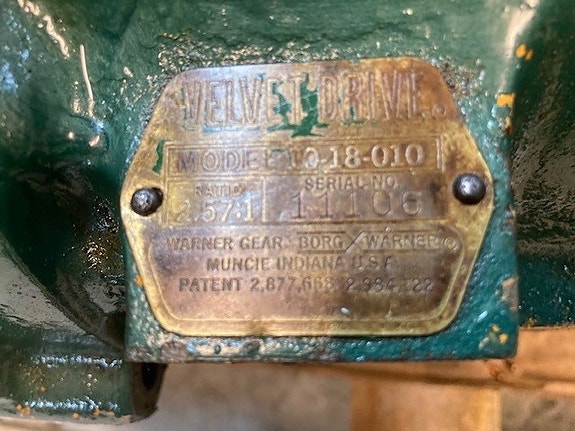 VELVET DRIVE
MODEL 10-18-010
RATIO SERIAL NO.
2.57:1 11106
WARNER GEAR BORG WARNER
MUNCIE INDIANA U.S.A.
PATENT 2,877,668 2,984,122